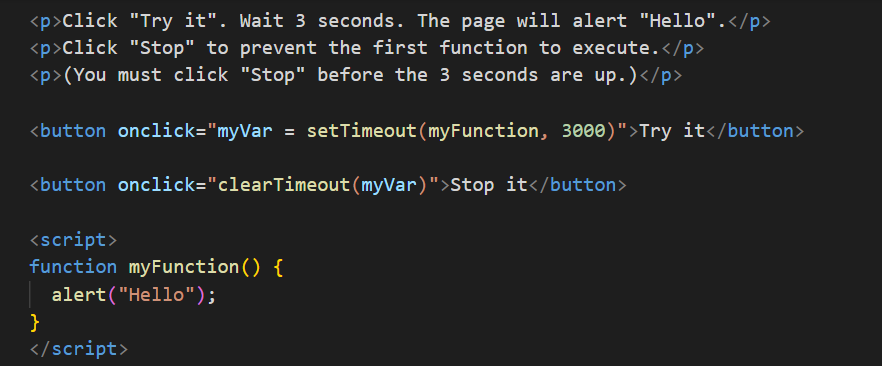 <p>Click "Try it". Wait 3 seconds. The page will alert "Hello".</p>
<p>Click "Stop" to prevent the first function to execute.</p>
<p>(You must click "Stop" before the 3 seconds are up.)</p>
<button onclick="myVar = setTimeout(myFunction, 3000)">Try it</button>
<button onclick="clearTimeout(myVar)">Stop it</button>
<script>
function myFunction() {
  alert("Hello");
}
</script>